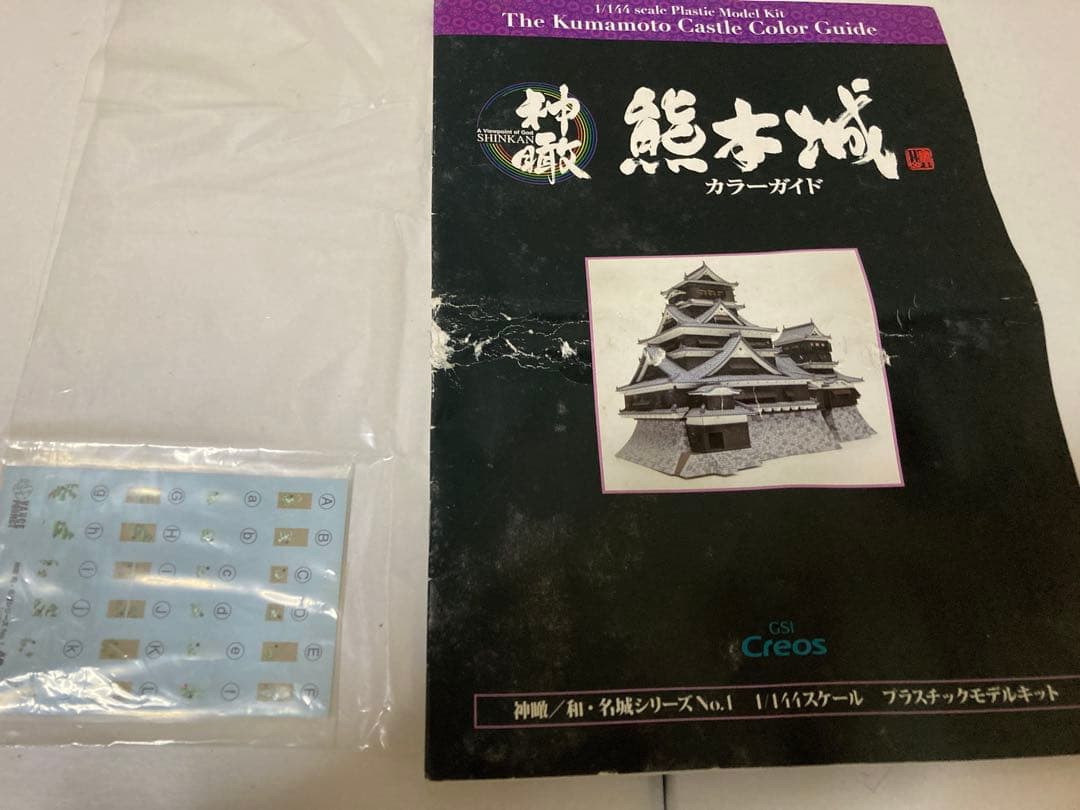 1/144 scale Plastic Model Kit
The Kumamoto Castle Color Guide
神瞰
A Viewpoint of God
SHINKAN
熊本城
カラーガイド
GSI
Creos
神瞰/和・名城シリーズNo.1 1/144スケール プラスチックモデルキット
g G a A
h H b B
i I c C
j J d D
k K e E
L f F